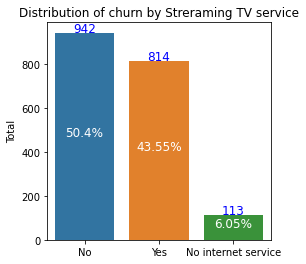 Distribution of churn by Streraming TV service
942
814
800
600
Total
50.4%
43.55%
400
200
113
6.05%
0
No
Yes
No internet service